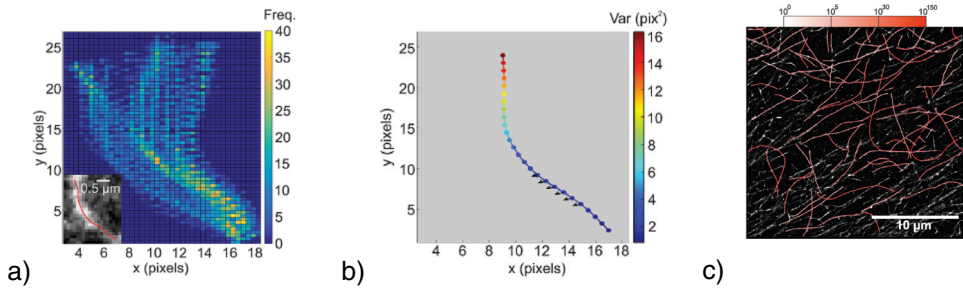 Freq.
40
35
30
25
20
15
10
5
0
25
20
15
10
5
y (pixels)
0.5 μm
4 6 8 10 12 14 16 18
x (pixels)
a)
Var (pix²)
16
14
12
10
8
6
4
2
25
20
15
10
5
y (pixels)
4 6 8 10 12 14 16 18
x (pixels)
b)
10⁰ 10⁵ 10³⁰ 10¹⁵⁰
10 μm
c)